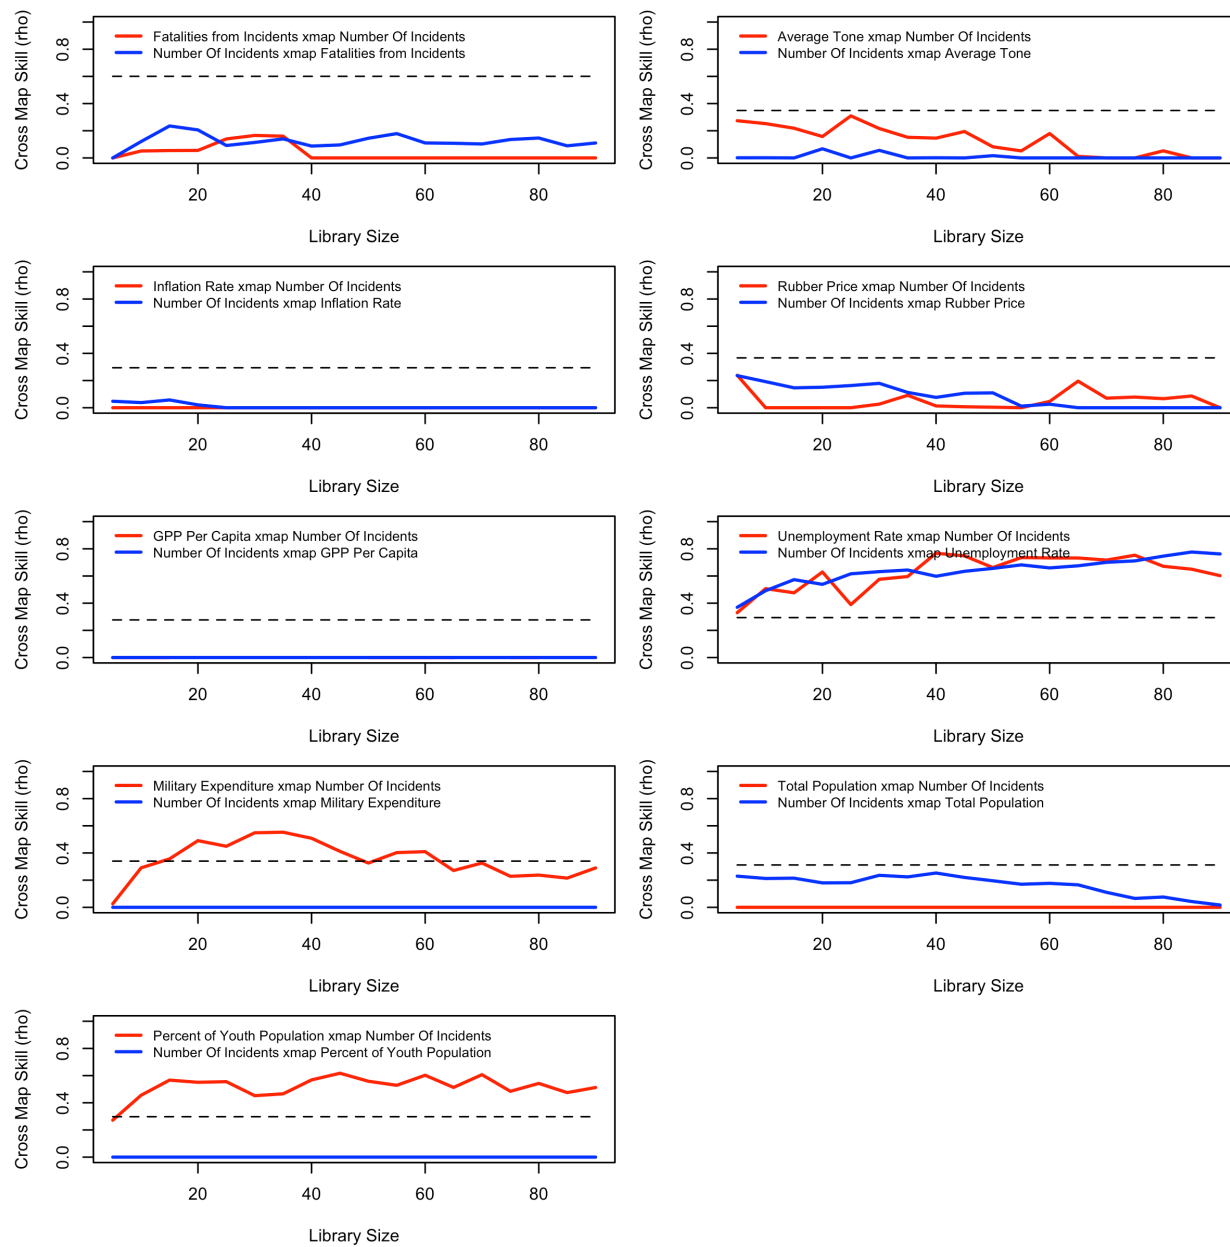 Fatalities from Incidents xmap Number Of Incidents
Number Of Incidents xmap Fatalities from Incidents
Cross Map Skill (rho)
0.0 0.4 0.8
20 40 60 80
Library Size
Average Tone xmap Number Of Incidents
Number Of Incidents xmap Average Tone
Cross Map Skill (rho)
0.0 0.4 0.8
20 40 60 80
Library Size
Inflation Rate xmap Number Of Incidents
Number Of Incidents xmap Inflation Rate
Cross Map Skill (rho)
0.0 0.4 0.8
20 40 60 80
Library Size
Rubber Price xmap Number Of Incidents
Number Of Incidents xmap Rubber Price
Cross Map Skill (rho)
0.0 0.4 0.8
20 40 60 80
Library Size
GPP Per Capita xmap Number Of Incidents
Number Of Incidents xmap GPP Per Capita
Cross Map Skill (rho)
0.0 0.4 0.8
20 40 60 80
Library Size
Unemployment Rate xmap Number Of Incidents
Number Of Incidents xmap Unemployment Rate
Cross Map Skill (rho)
0.0 0.4 0.8
20 40 60 80
Library Size
Military Expenditure xmap Number Of Incidents
Number Of Incidents xmap Military Expenditure
Cross Map Skill (rho)
0.0 0.4 0.8
20 40 60 80
Library Size
Total Population xmap Number Of Incidents
Number Of Incidents xmap Total Population
Cross Map Skill (rho)
0.0 0.4 0.8
20 40 60 80
Library Size
Percent of Youth Population xmap Number Of Incidents
Number Of Incidents xmap Percent of Youth Population
Cross Map Skill (rho)
0.0 0.4 0.8
20 40 60 80
Library Size